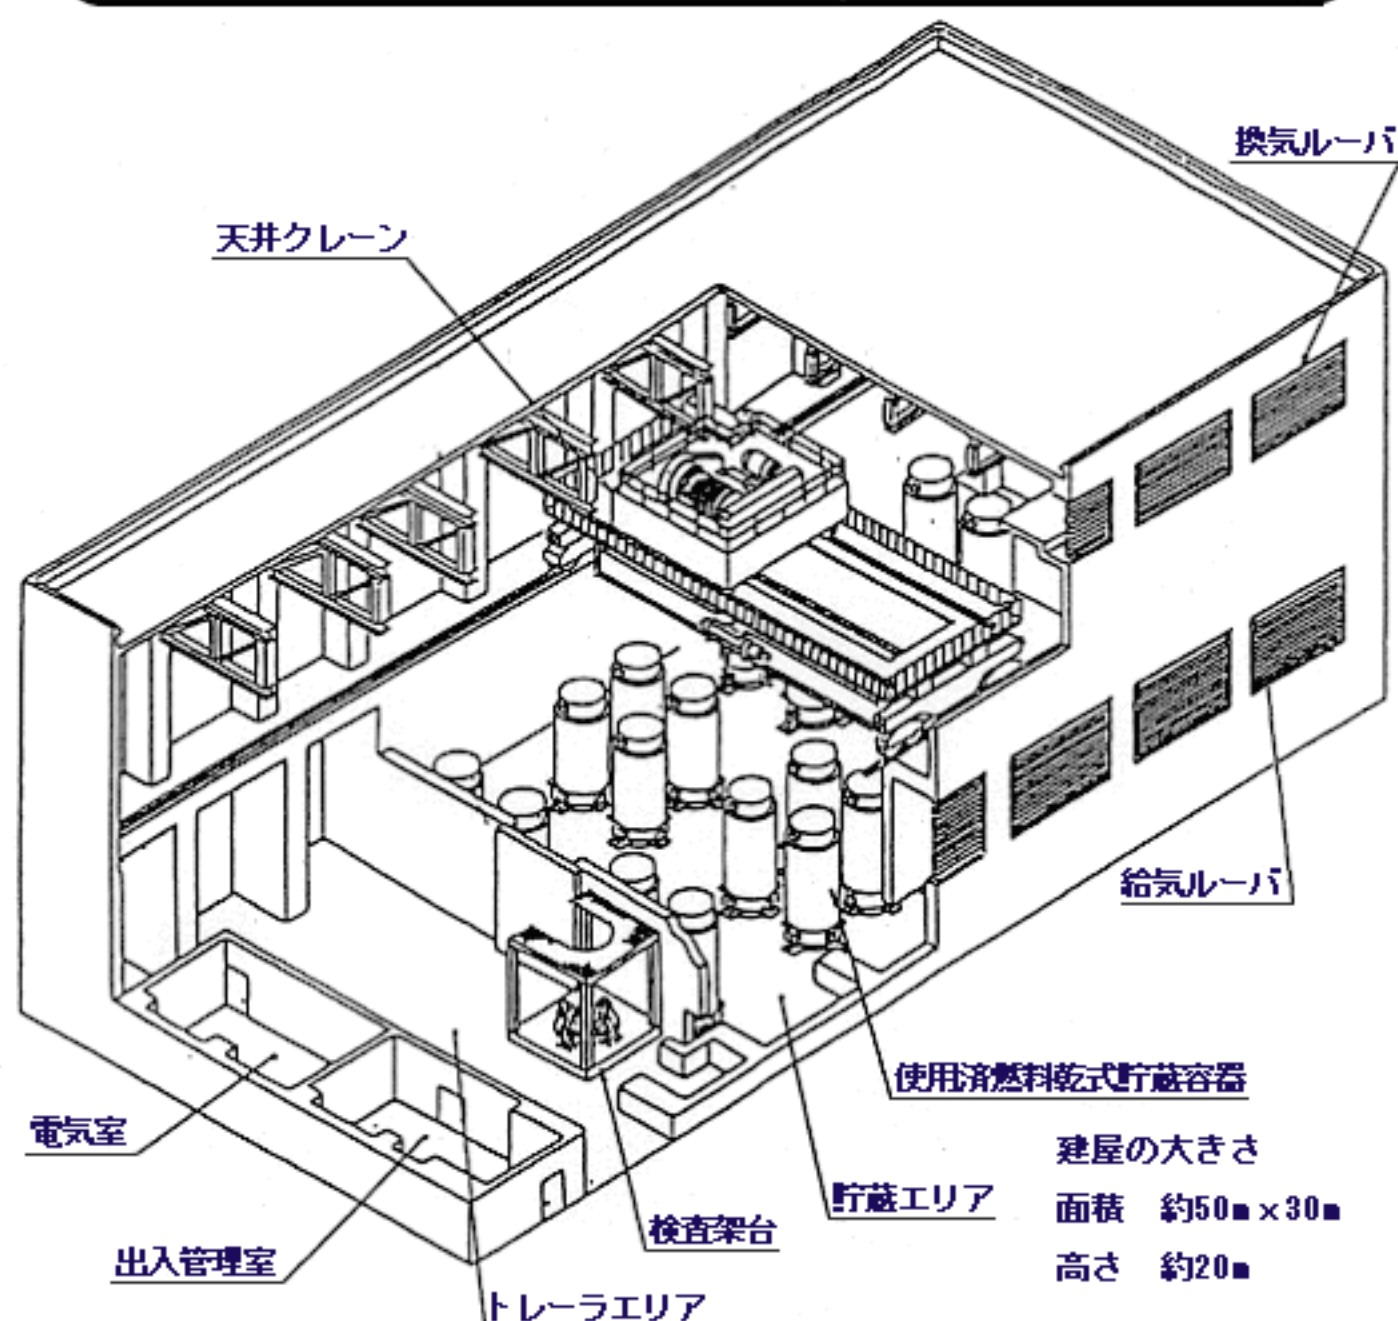 換気ルーバ
天井クレーン
給気ルーバ
使用済燃料乾式貯蔵容器
電気室
建屋の大きさ
貯蔵エリア
面積 約50m×30m
検査架台
出入管理室
高さ 約20m
トレーラエリア